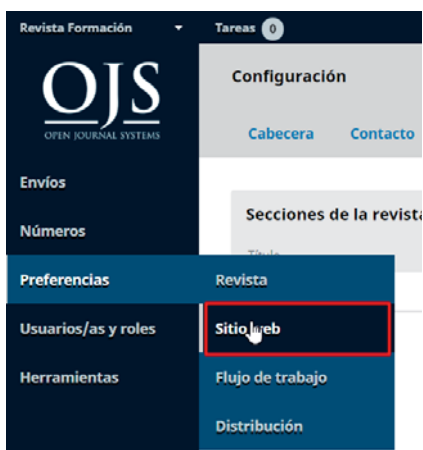 Revista Formación
Tareas 0
OJS
OPEN JOURNAL SYSTEMS
Configuración
Cabecera Contacto
Secciones de la revista
Título
Envíos
Números
Preferencias
Usuarios/as y roles
Herramientas
Revista
Sitio web
Flujo de trabajo
Distribución